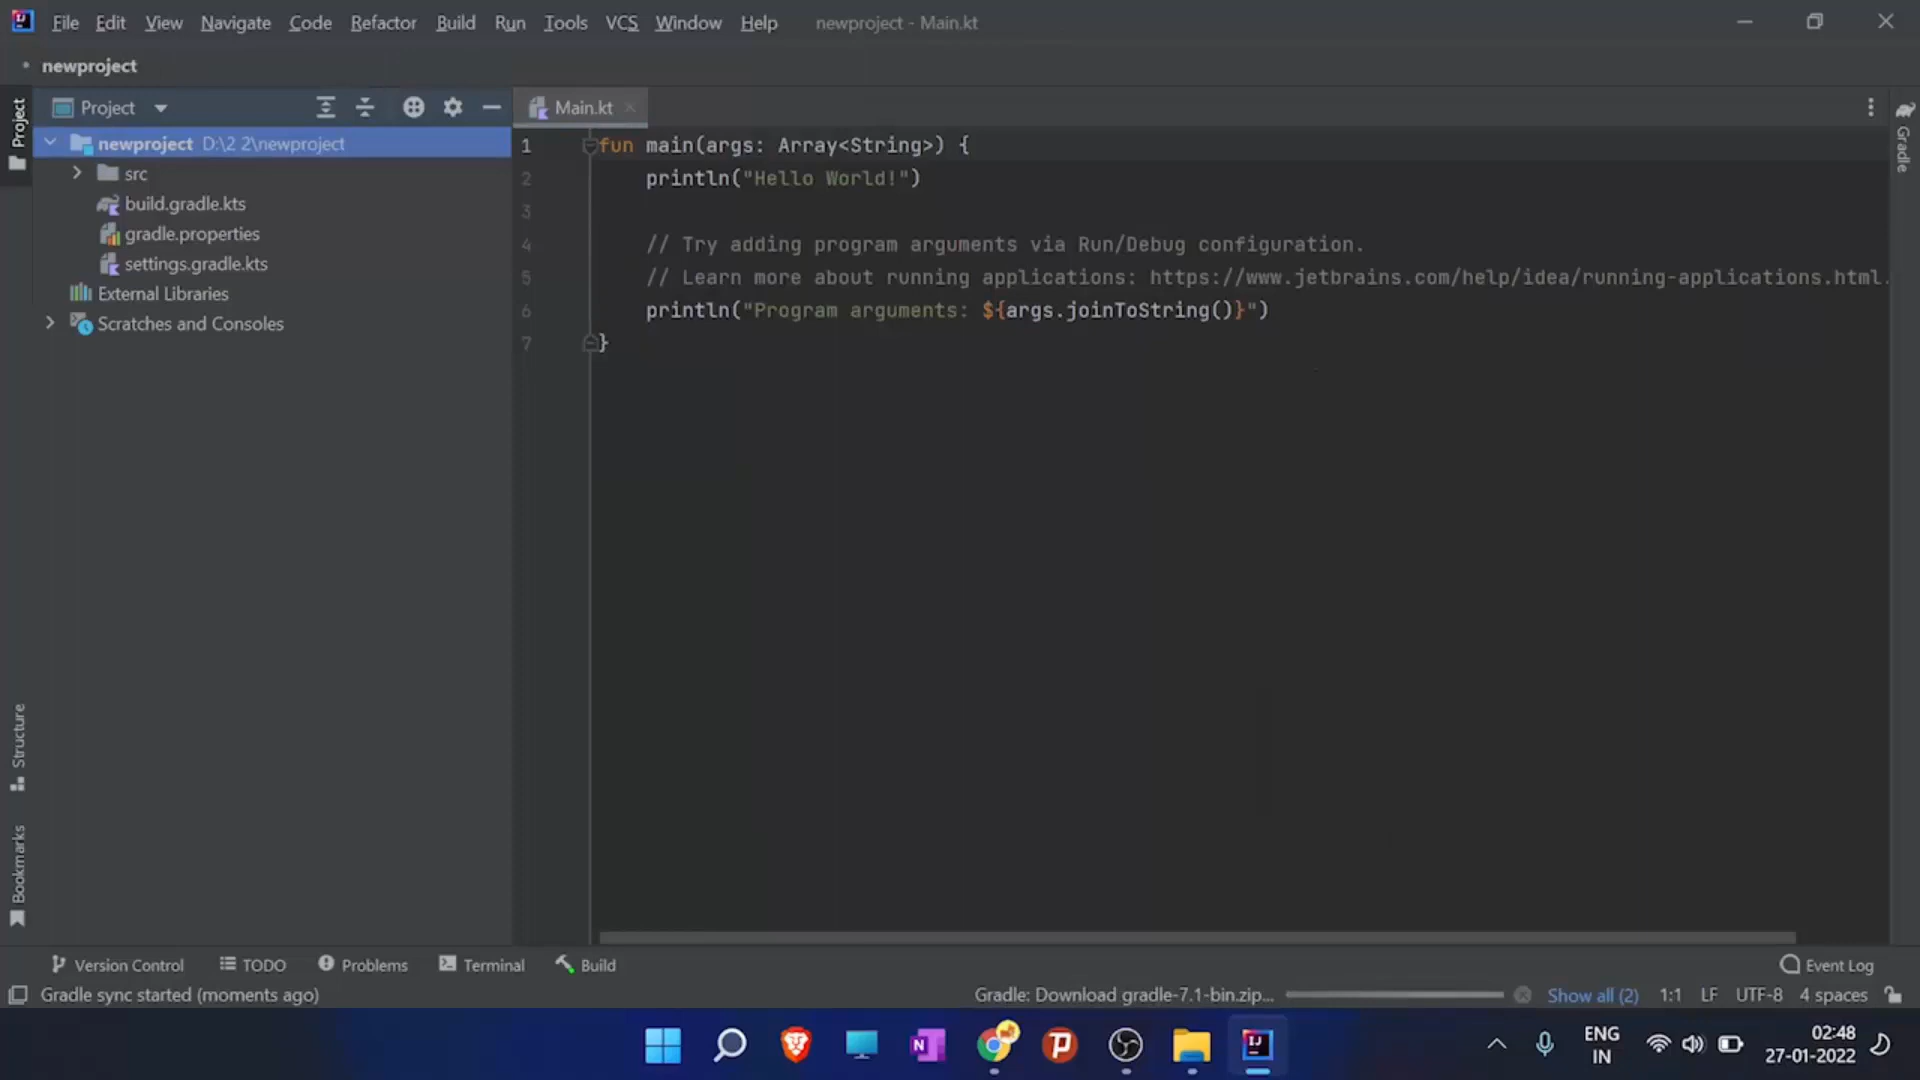 File Edit View Navigate Code Refactor Build Run Tools VCS Window Help newproject - Main.kt
newproject
Project
Project
Main.kt
Gradle
newproject D:\2 2\newproject
src
build.gradle.kts
gradle.properties
settings.gradle.kts
External Libraries
Scratches and Consoles
1 fun main(args: Array<String>) {
2 println("Hello World!")
3
4 // Try adding program arguments via Run/Debug configuration.
5 // Learn more about running applications: https://www.jetbrains.com/help/idea/running-applications.html.
6 println("Program arguments: ${args.joinToString()}")
7 }
Structure
Bookmarks
Version Control TODO Problems Terminal Build Event Log
Gradle sync started (moments ago) Gradle: Download gradle-7.1-bin.zip... Show all (2) 1:1 LF UTF-8 4 spaces
ENG
IN
02:48
27-01-2022